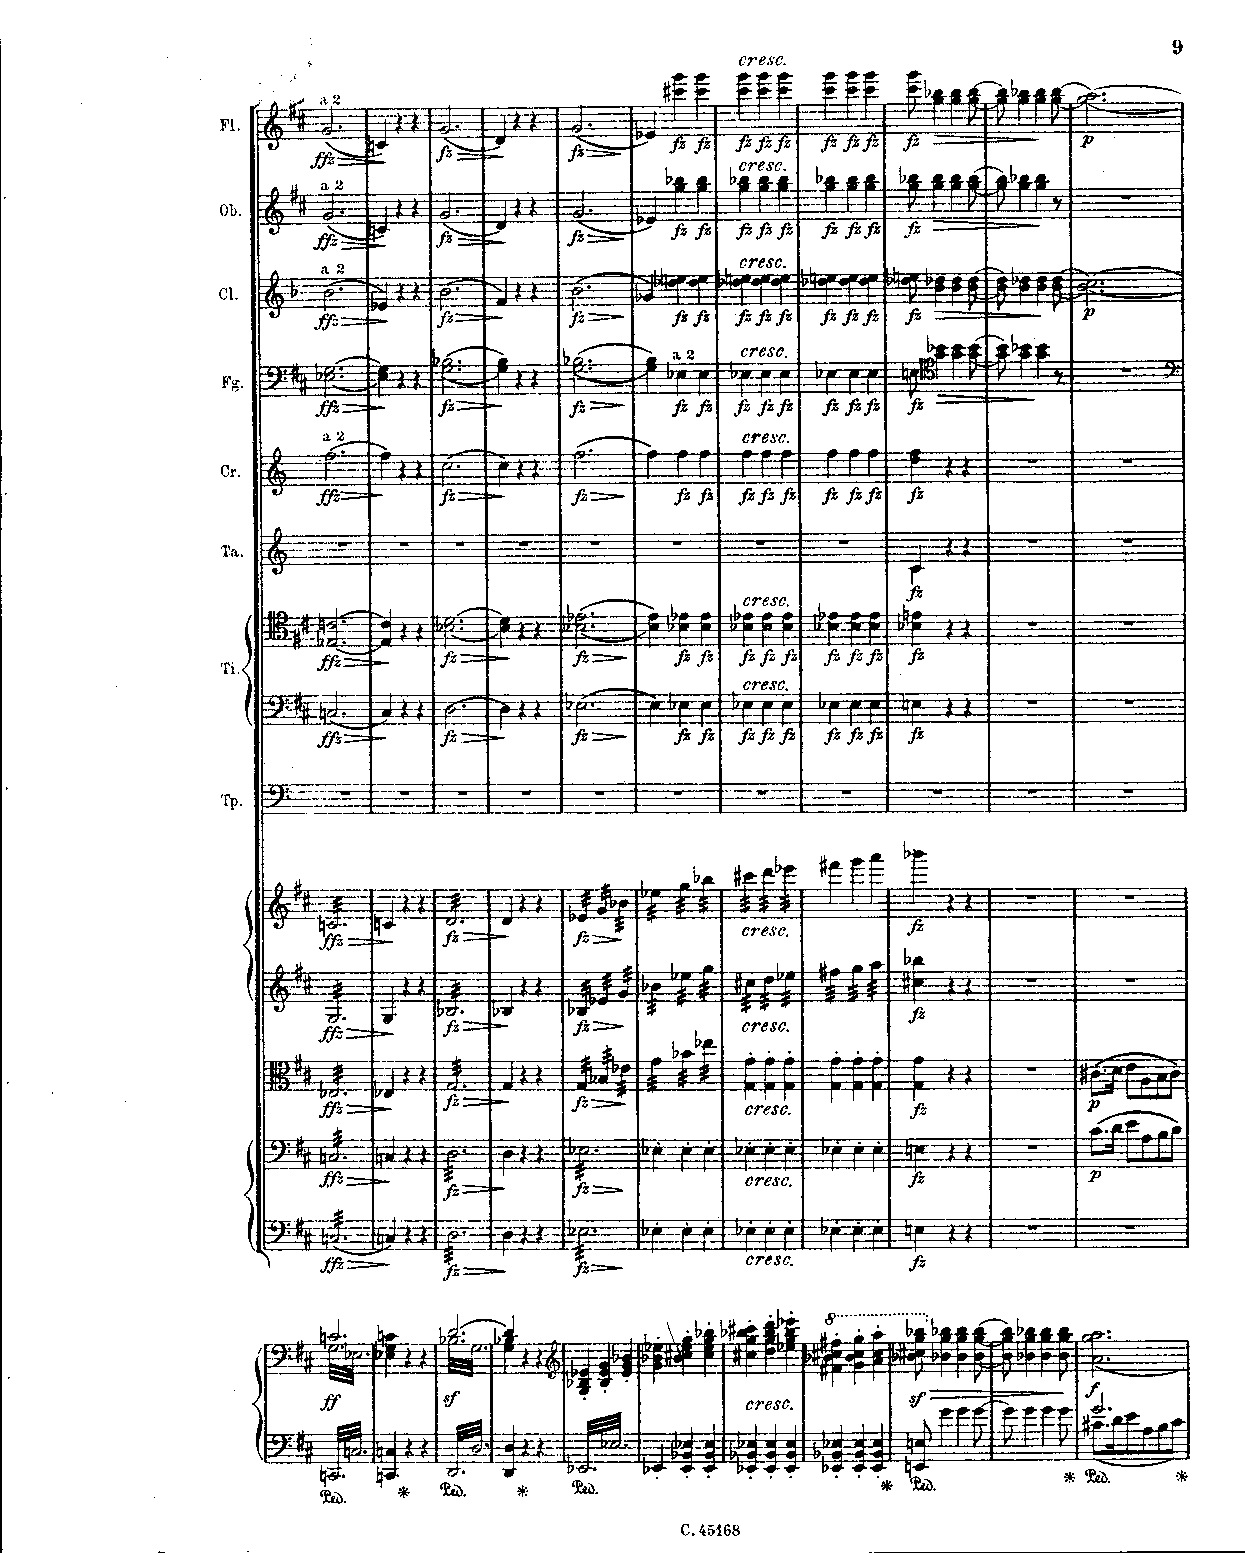 9
cresc.
a 2
Fl.
ffz fz fz fz fz fz fz fz fz fz fz fz p
cresc.
a 2
Ob.
ffz fz fz fz fz fz fz fz fz fz fz fz
cresc.
a 2
Cl.
ffz fz fz fz fz fz fz fz fz fz fz fz p
a 2 cresc.
Fg.
ffz fz fz fz fz fz fz fz fz fz fz fz
a 2 cresc.
Cr.
ffz fz fz fz fz fz fz fz fz fz fz fz
Ta.
fz
cresc.
ffz fz fz fz fz fz fz fz fz fz fz fz
Ti.
cresc.
ffz fz fz fz fz fz fz fz fz fz fz fz
Tp.
ffz fz fz cresc. fz
ffz fz fz cresc. fz
ffz fz fz cresc. fz p
ffz fz fz cresc. fz p
ffz fz fz cresc. fz
8
ff sf cresc. sf f
Ped. * Ped. * Ped. * Ped. * Ped. *
C. 45168